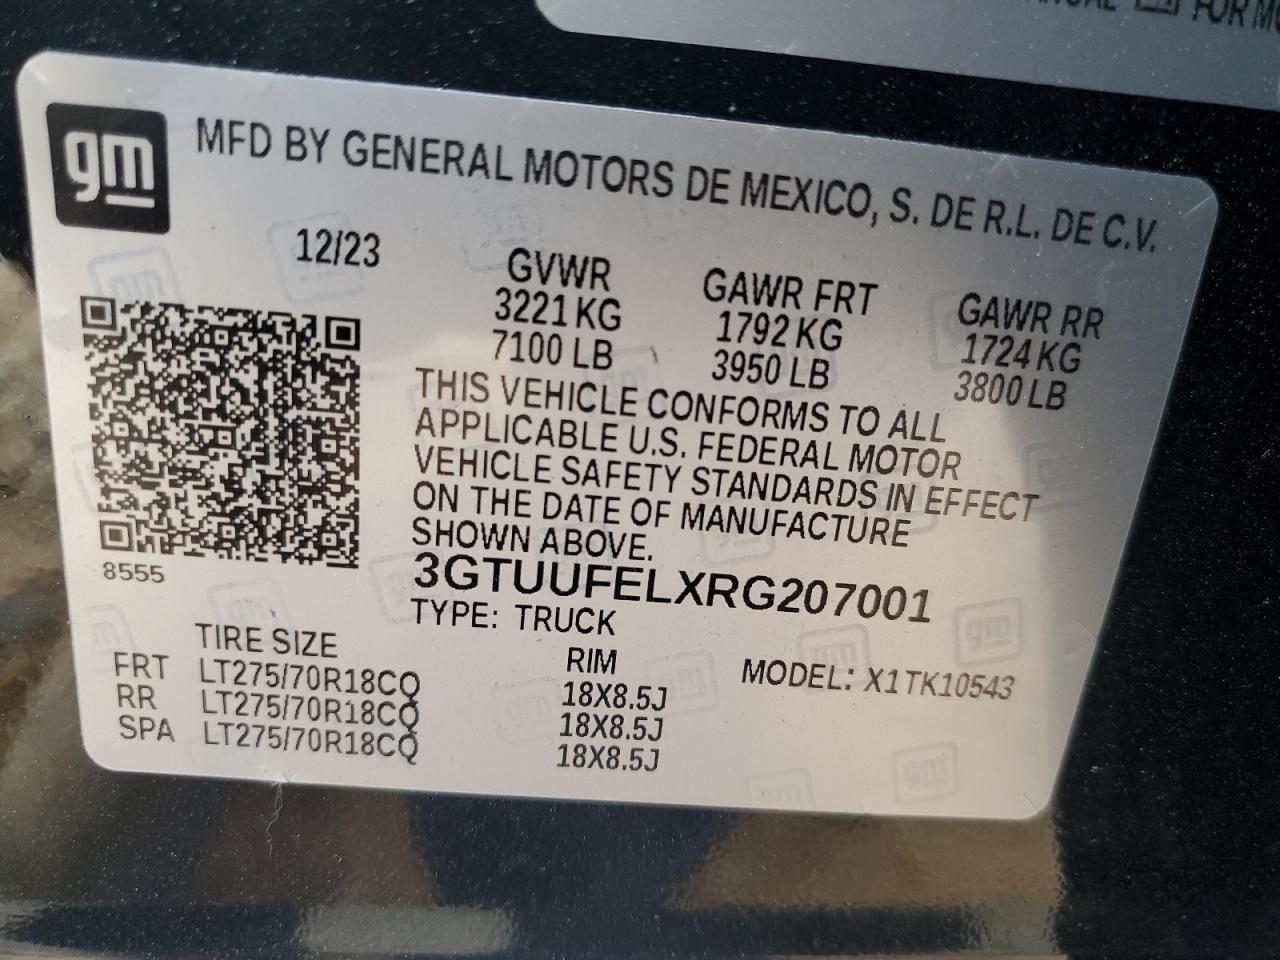 MANUAL FOR MO
gm
MFD BY GENERAL MOTORS DE MEXICO, S. DE R.L. DE C.V.
12/23
GVWR GAWR FRT GAWR RR
3221 KG 1792 KG 1724 KG
7100 LB 3950 LB 3800 LB
THIS VEHICLE CONFORMS TO ALL
APPLICABLE U.S. FEDERAL MOTOR
VEHICLE SAFETY STANDARDS IN EFFECT
ON THE DATE OF MANUFACTURE
SHOWN ABOVE.
8555
3GTUUFELXRG207001
TYPE: TRUCK
TIRE SIZE RIM MODEL: X1TK10543
FRT LT275/70R18CQ 18X8.5J
RR LT275/70R18CQ 18X8.5J
SPA LT275/70R18CQ 18X8.5J